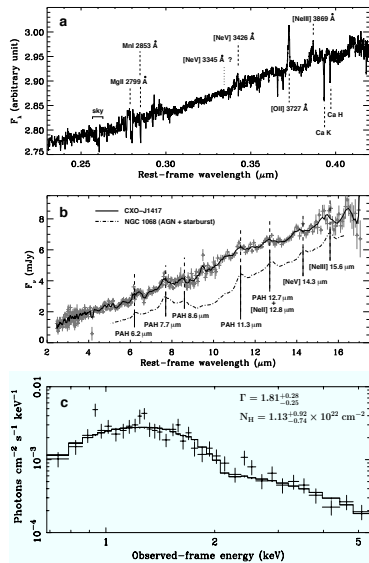 a
[NeIII] 3869 Å
MnI 2853 Å
[NeV] 3426 Å
[NeV] 3345 Å ?
MgII 2799 Å
sky
[OII] 3727 Å
Ca H
Ca K
F_λ (arbitrary unit)
3.00
2.95
2.90
2.85
2.80
2.75
0.25
0.30
0.35
0.40
Rest-frame wavelength (μm)
b
CXO-J1417
NGC 1068 (AGN + starburst)
[NeIII] 15.6 μm
[NeV] 14.3 μm
PAH 12.7 μm
+
[NeII] 12.8 μm
PAH 11.3 μm
PAH 8.6 μm
PAH 7.7 μm
PAH 6.2 μm
F_ν (mJy)
8
6
4
2
0
2
4
6
8
10
12
14
16
Rest-frame wavelength (μm)
c
Γ = 1.81^{+0.28}_{-0.25}
N_H = 1.13^{+0.92}_{-0.74} × 10^{22} cm^{-2}
Photons cm^{-2} s^{-1} keV^{-1}
0.01
10^{-3}
10^{-4}
1
2
5
Observed-frame energy (keV)